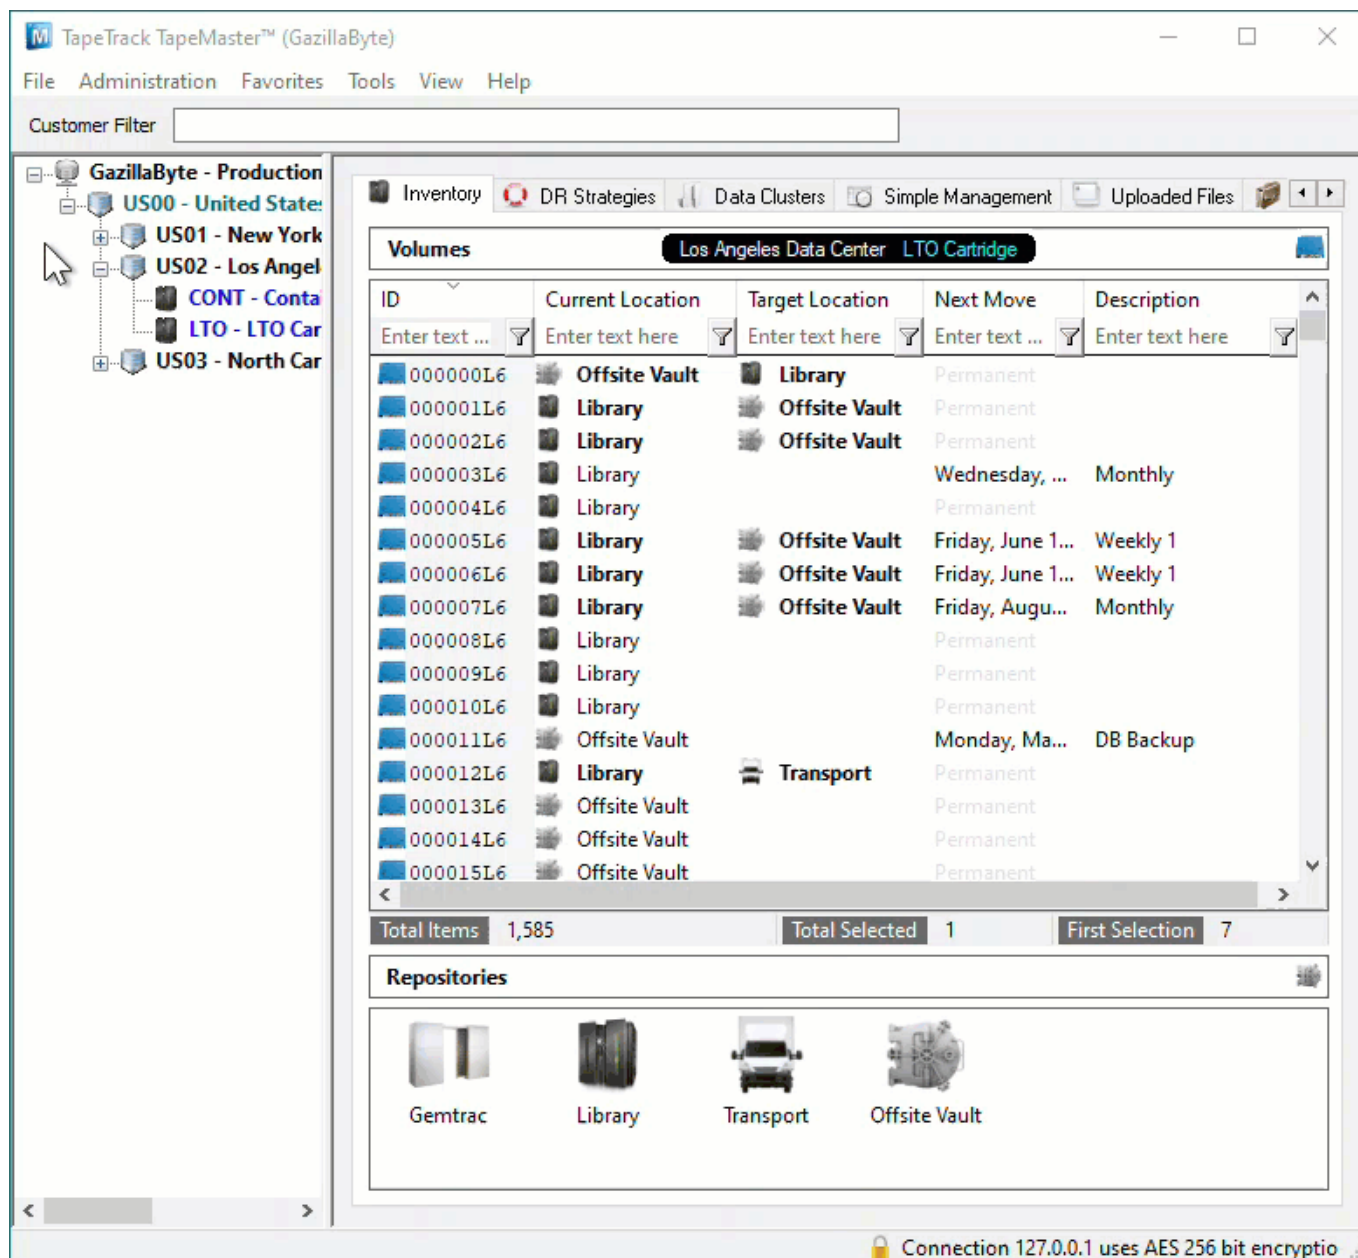 TapeTrack TapeMaster™ (GazillaByte)
File Administration Favorites Tools View Help
Customer Filter
GazillaByte - Production
US00 - United States
US01 - New York
US02 - Los Angel
CONT - Contai
LTO - LTO Car
US03 - North Car
Inventory DR Strategies Data Clusters Simple Management Uploaded Files
Volumes Los Angeles Data Center LTO Cartridge
ID Current Location Target Location Next Move Description
Enter text ... Enter text here Enter text here Enter text ... Enter text here
000000L6 Offsite Vault Library Permanent
000001L6 Library Offsite Vault Permanent
000002L6 Library Offsite Vault Permanent
000003L6 Library Wednesday, ... Monthly
000004L6 Library Permanent
000005L6 Library Offsite Vault Friday, June 1... Weekly 1
000006L6 Library Offsite Vault Friday, June 1... Weekly 1
000007L6 Library Offsite Vault Friday, Augu... Monthly
000008L6 Library Permanent
000009L6 Library Permanent
000010L6 Library Permanent
000011L6 Offsite Vault Monday, Ma... DB Backup
000012L6 Library Transport Permanent
000013L6 Offsite Vault Permanent
000014L6 Offsite Vault Permanent
000015L6 Offsite Vault Permanent
Total Items 1,585 Total Selected 1 First Selection 7
Repositories
Gemtrac Library Transport Offsite Vault
Connection 127.0.0.1 uses AES 256 bit encryptio